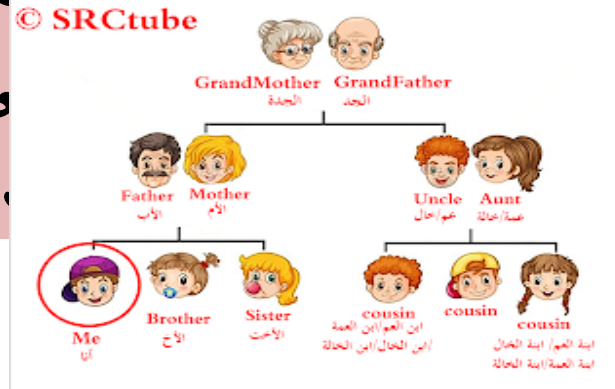 © SRCtube
GrandMother GrandFather
الجدة الجد
Father Mother
الأب الأم
Uncle Aunt
عم/خال عمة/خالة
Me
أنا
Brother
الأخ
Sister
الأخت
cousin
ابن العم/ابن العمة
/ابن الخال/ابن الخالة
cousin
cousin
ابنة العم/ ابنة الخال
ابنة العمة/ابنة الخالة